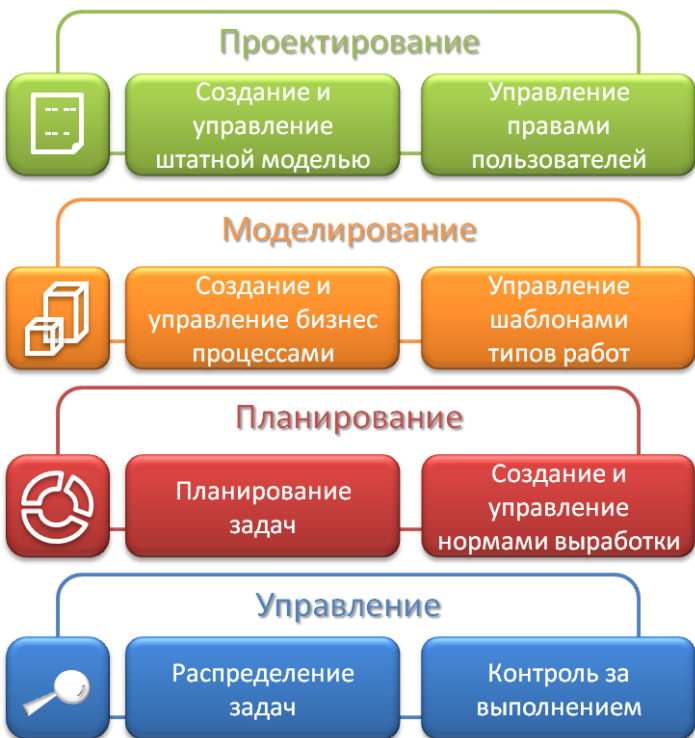 Проектирование
Создание и
управление
штатной моделью
Управление
правами
пользователей
Моделирование
Создание и
управление бизнес
процессами
Управление
шаблонами
типов работ
Планирование
Планирование
задач
Создание и
управление
нормами выработки
Управление
Распределение
задач
Контроль за
выполнением